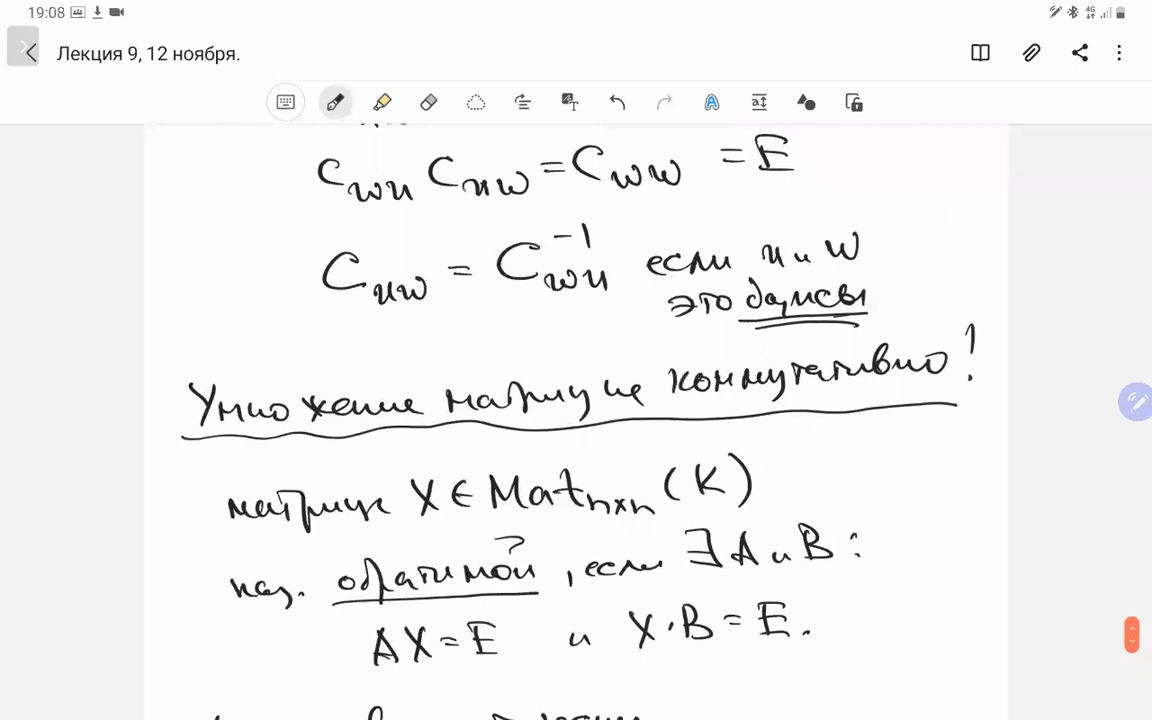 19:08
4G
Лекция 9, 12 ноября.
C_wu C_uw = C_ww = E
C_uw = C_wu^-1 если u и w
это базисы
Умножение матриц не коммутативно!
матрица X ∈ Mat_n×n (K)
наз. обратимой, если ∃ A и B :
AX = E и X · B = E.